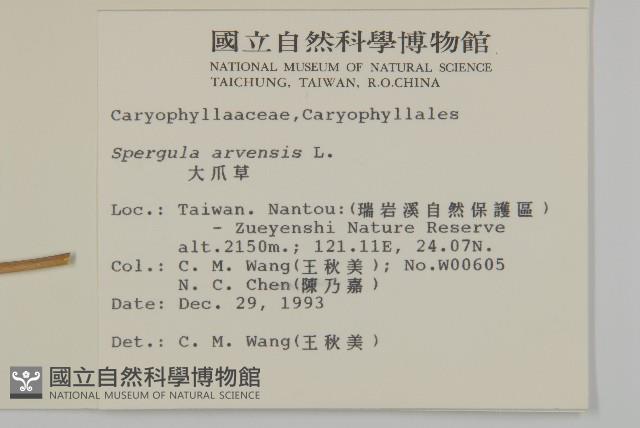 國立自然科學博物館
NATIONAL MUSEUM OF NATURAL SCIENCE
TAICHUNG, TAIWAN, R.O.CHINA
Caryophyllaaceae,Caryophyllales
Spergula arvensis L.
大爪草
Loc.: Taiwan. Nantou:(瑞岩溪自然保護區)
- Zueyenshi Nature Reserve
alt.2150m.; 121.11E, 24.07N.
Col.: C. M. Wang(王秋美); No.W00605
N. C. Chen(陳乃嘉)
Date: Dec. 29, 1993
Det.: C. M. Wang(王秋美)
國立自然科學博物館
NATIONAL MUSEUM OF NATURAL SCIENCE